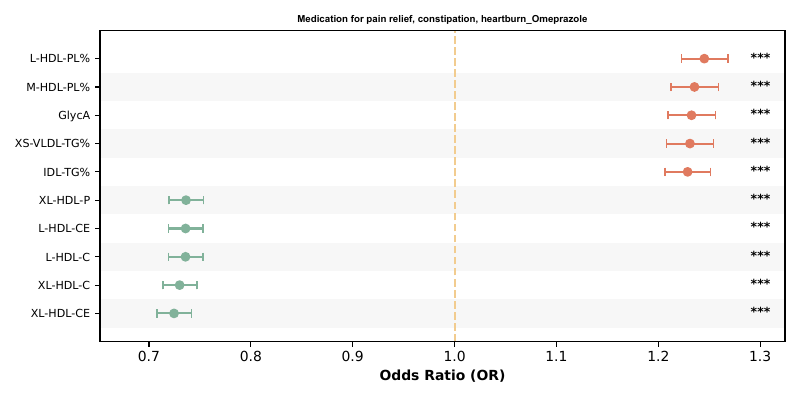 Medication for pain relief, constipation, heartburn_Omeprazole
L-HDL-PL% ***
M-HDL-PL% ***
GlycA ***
XS-VLDL-TG% ***
IDL-TG% ***
XL-HDL-P ***
L-HDL-CE ***
L-HDL-C ***
XL-HDL-C ***
XL-HDL-CE ***
0.7 0.8 0.9 1.0 1.1 1.2 1.3
Odds Ratio (OR)